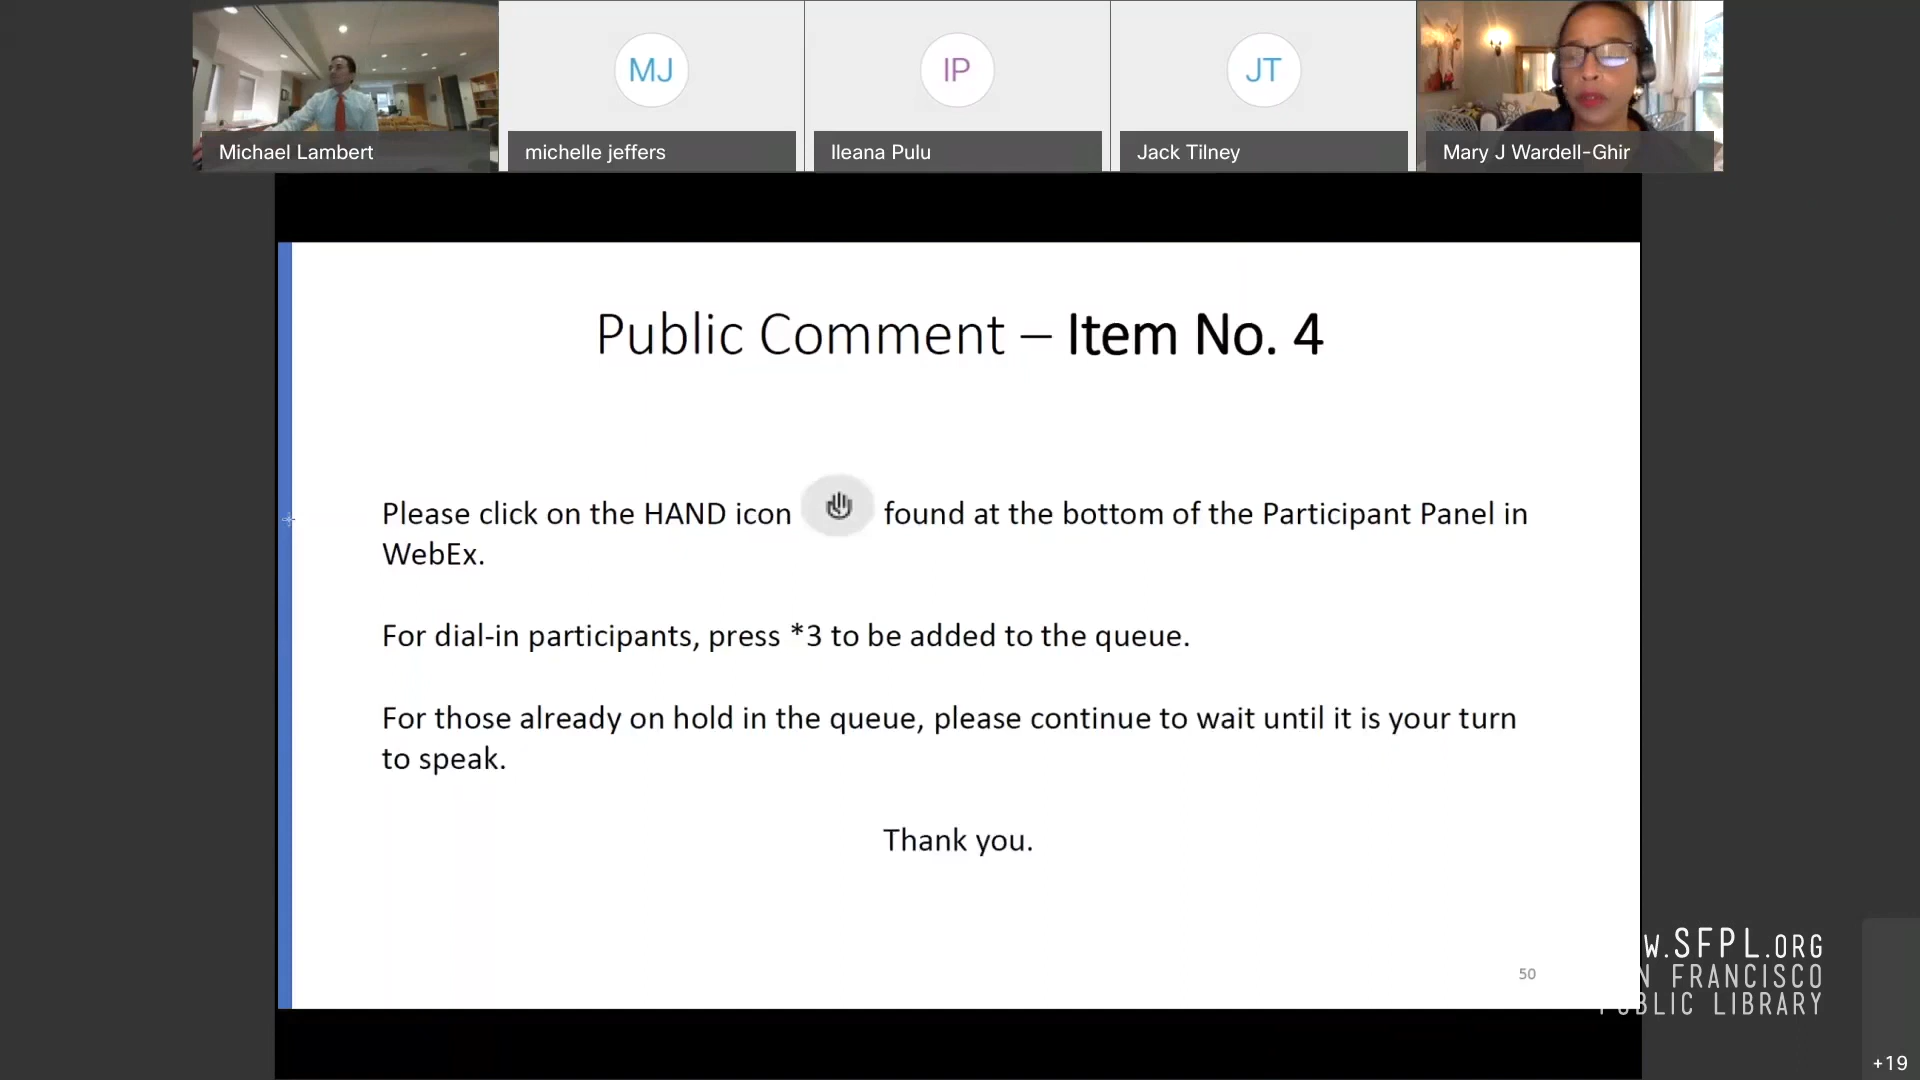 MJ
IP
JT
Michael Lambert
michelle jeffers
Ileana Pulu
Jack Tilney
Mary J Wardell-Ghir
Public Comment – Item No. 4
Please click on the HAND icon found at the bottom of the Participant Panel in
WebEx.
For dial-in participants, press *3 to be added to the queue.
For those already on hold in the queue, please continue to wait until it is your turn
to speak.
Thank you.
50
W.SFPL.ORG
N FRANCISCO
PUBLIC LIBRARY
+19